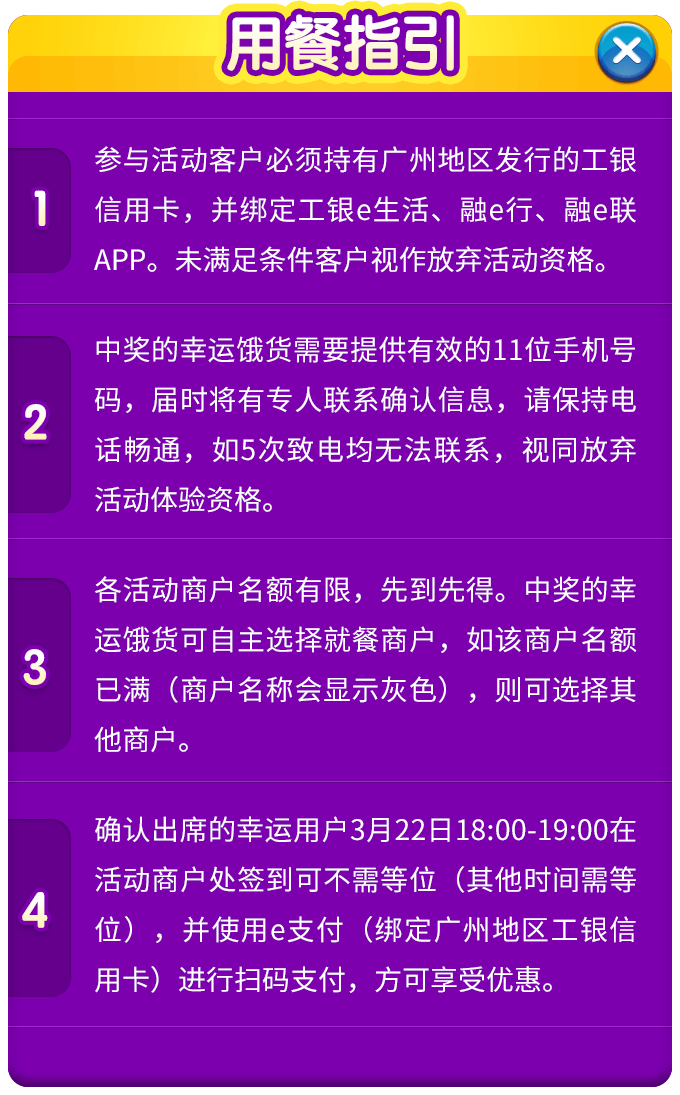 用餐指引
1
参与活动客户必须持有广州地区发行的工银
信用卡，并绑定工银e生活、融e行、融e联
APP。未满足条件客户视作放弃活动资格。
2
中奖的幸运饿货需要提供有效的11位手机号
码，届时将有专人联系确认信息，请保持电
话畅通，如5次致电均无法联系，视同放弃
活动体验资格。
3
各活动商户名额有限，先到先得。中奖的幸
运饿货可自主选择就餐商户，如该商户名额
已满（商户名称会显示灰色），则可选择其
他商户。
4
确认出席的幸运用户3月22日18:00-19:00在
活动商户处签到可不需等位（其他时间需等
位），并使用e支付（绑定广州地区工银信
用卡）进行扫码支付，方可享受优惠。